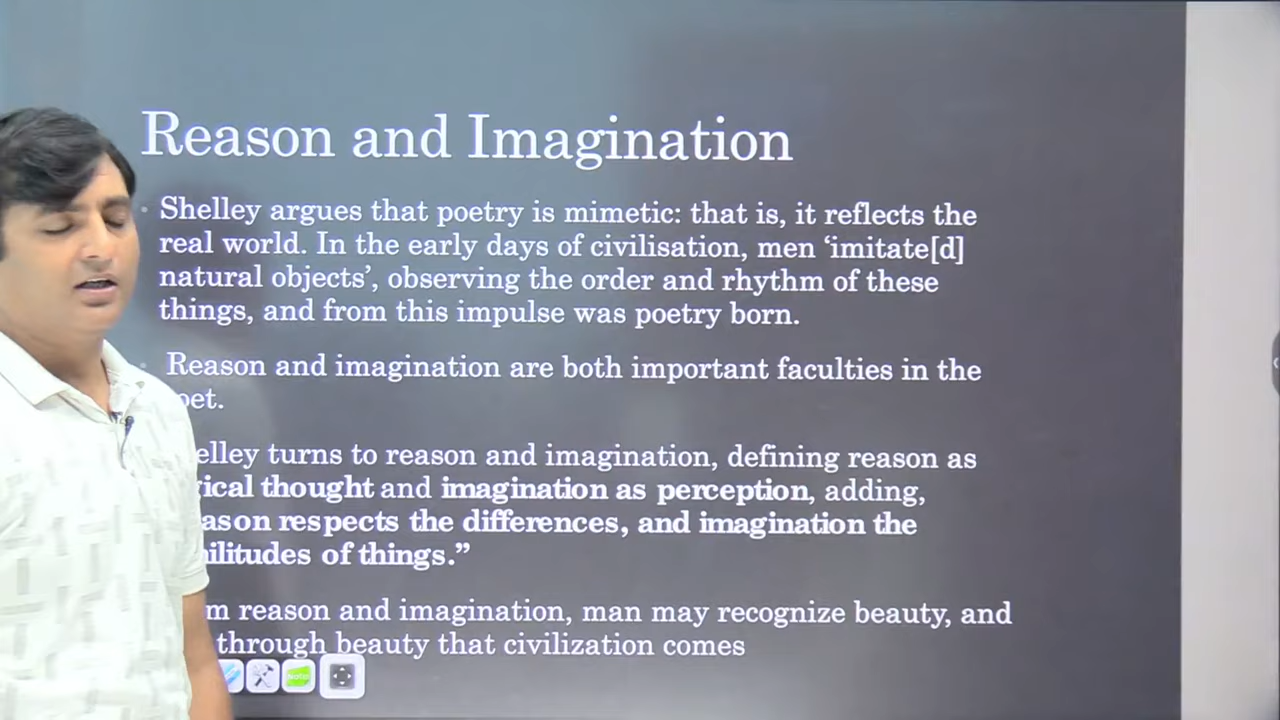 Reason and Imagination
Shelley argues that poetry is mimetic: that is, it reflects the
real world. In the early days of civilisation, men ‘imitate[d]
natural objects’, observing the order and rhythm of these
things, and from this impulse was poetry born.
Reason and imagination are both important faculties in the
oet.
elley turns to reason and imagination, defining reason as
gical thought and imagination as perception, adding,
ason respects the differences, and imagination the
ilitudes of things.”
m reason and imagination, man may recognize beauty, and
through beauty that civilization comes